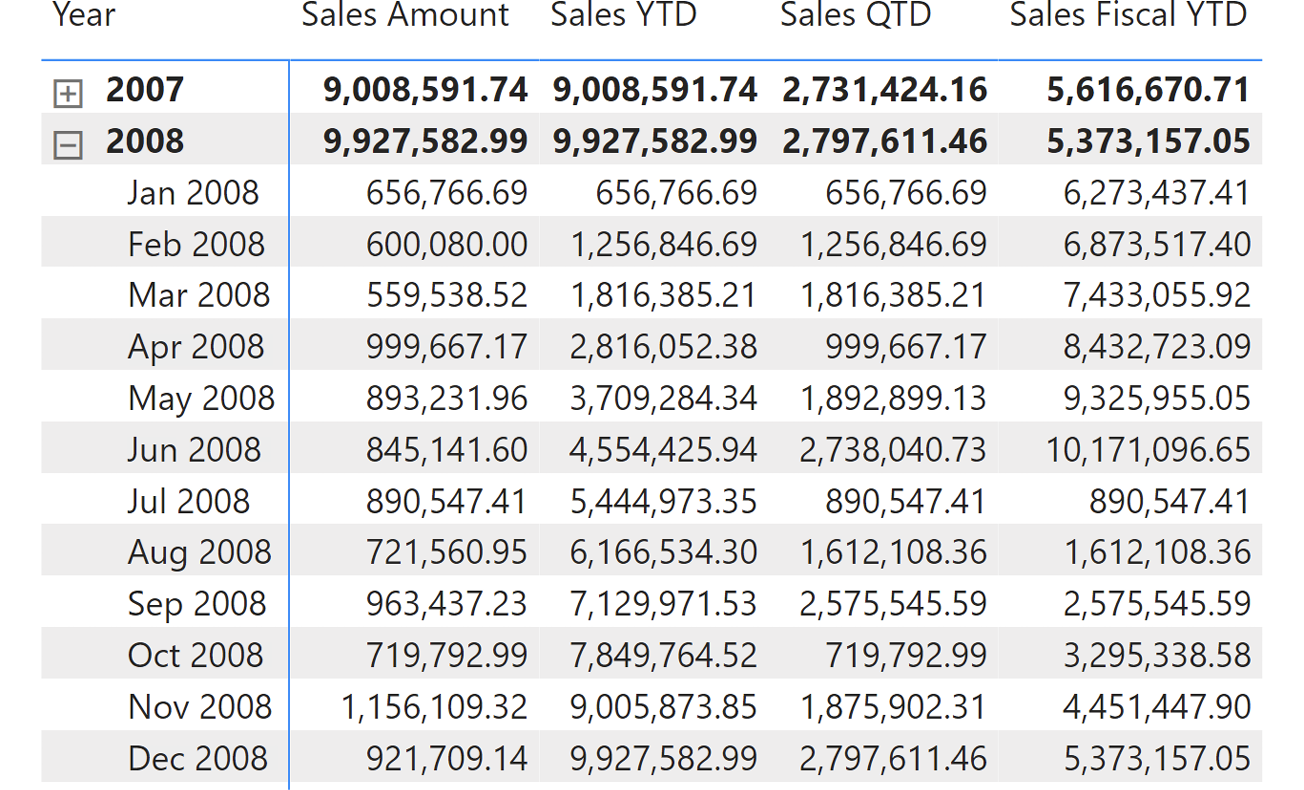 Year Sales Amount Sales YTD Sales QTD Sales Fiscal YTD
2007 9,008,591.74 9,008,591.74 2,731,424.16 5,616,670.71
2008 9,927,582.99 9,927,582.99 2,797,611.46 5,373,157.05
Jan 2008 656,766.69 656,766.69 656,766.69 6,273,437.41
Feb 2008 600,080.00 1,256,846.69 1,256,846.69 6,873,517.40
Mar 2008 559,538.52 1,816,385.21 1,816,385.21 7,433,055.92
Apr 2008 999,667.17 2,816,052.38 999,667.17 8,432,723.09
May 2008 893,231.96 3,709,284.34 1,892,899.13 9,325,955.05
Jun 2008 845,141.60 4,554,425.94 2,738,040.73 10,171,096.65
Jul 2008 890,547.41 5,444,973.35 890,547.41 890,547.41
Aug 2008 721,560.95 6,166,534.30 1,612,108.36 1,612,108.36
Sep 2008 963,437.23 7,129,971.53 2,575,545.59 2,575,545.59
Oct 2008 719,792.99 7,849,764.52 719,792.99 3,295,338.58
Nov 2008 1,156,109.32 9,005,873.85 1,875,902.31 4,451,447.90
Dec 2008 921,709.14 9,927,582.99 2,797,611.46 5,373,157.05